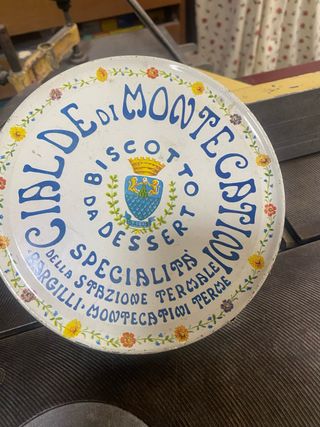 CIALDE DI MONTECATINI
BISCOTTO
DA DESSERT
SPECIALITÀ
DELLA STAZIONE TERMALE
BARGILLI·MONTECATINI TERME